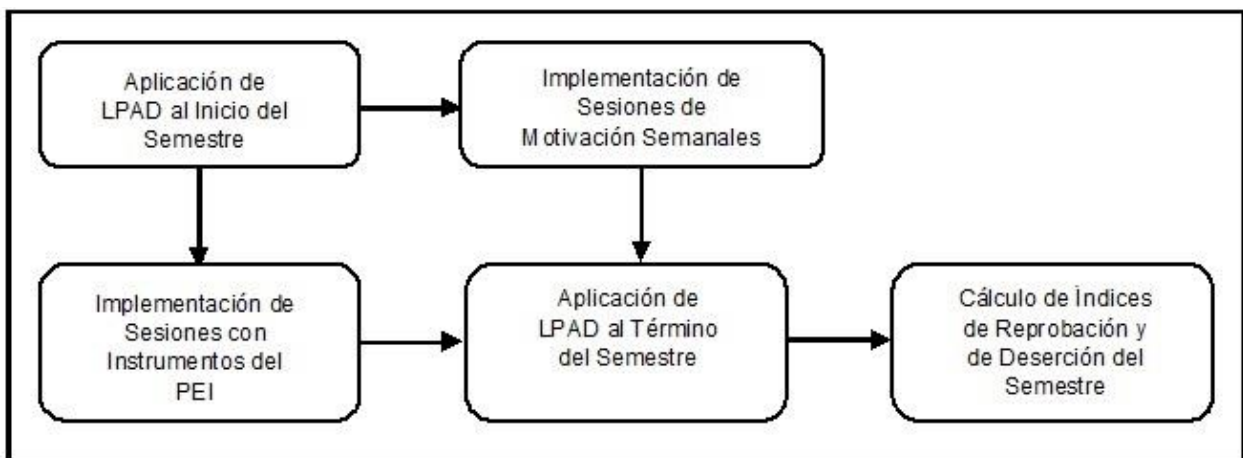 Aplicación de
LPAD al Inicio del
Semestre
Implementación de
Sesiones de
Motivación Semanales
Implementación de
Sesiones con
Instrumentos del
PEI
Aplicación de
LPAD al Término
del Semestre
Cálculo de Índices
de Reprobación y
de Deserción del
Semestre